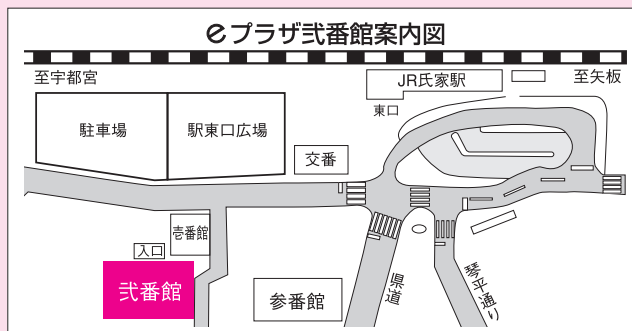 eプラザ弐番館案内図
至宇都宮
JR氏家駅
至矢板
東口
駐車場
駅東口広場
交番
壱番館
入口
弐番館
参番館
県道
琴平通り